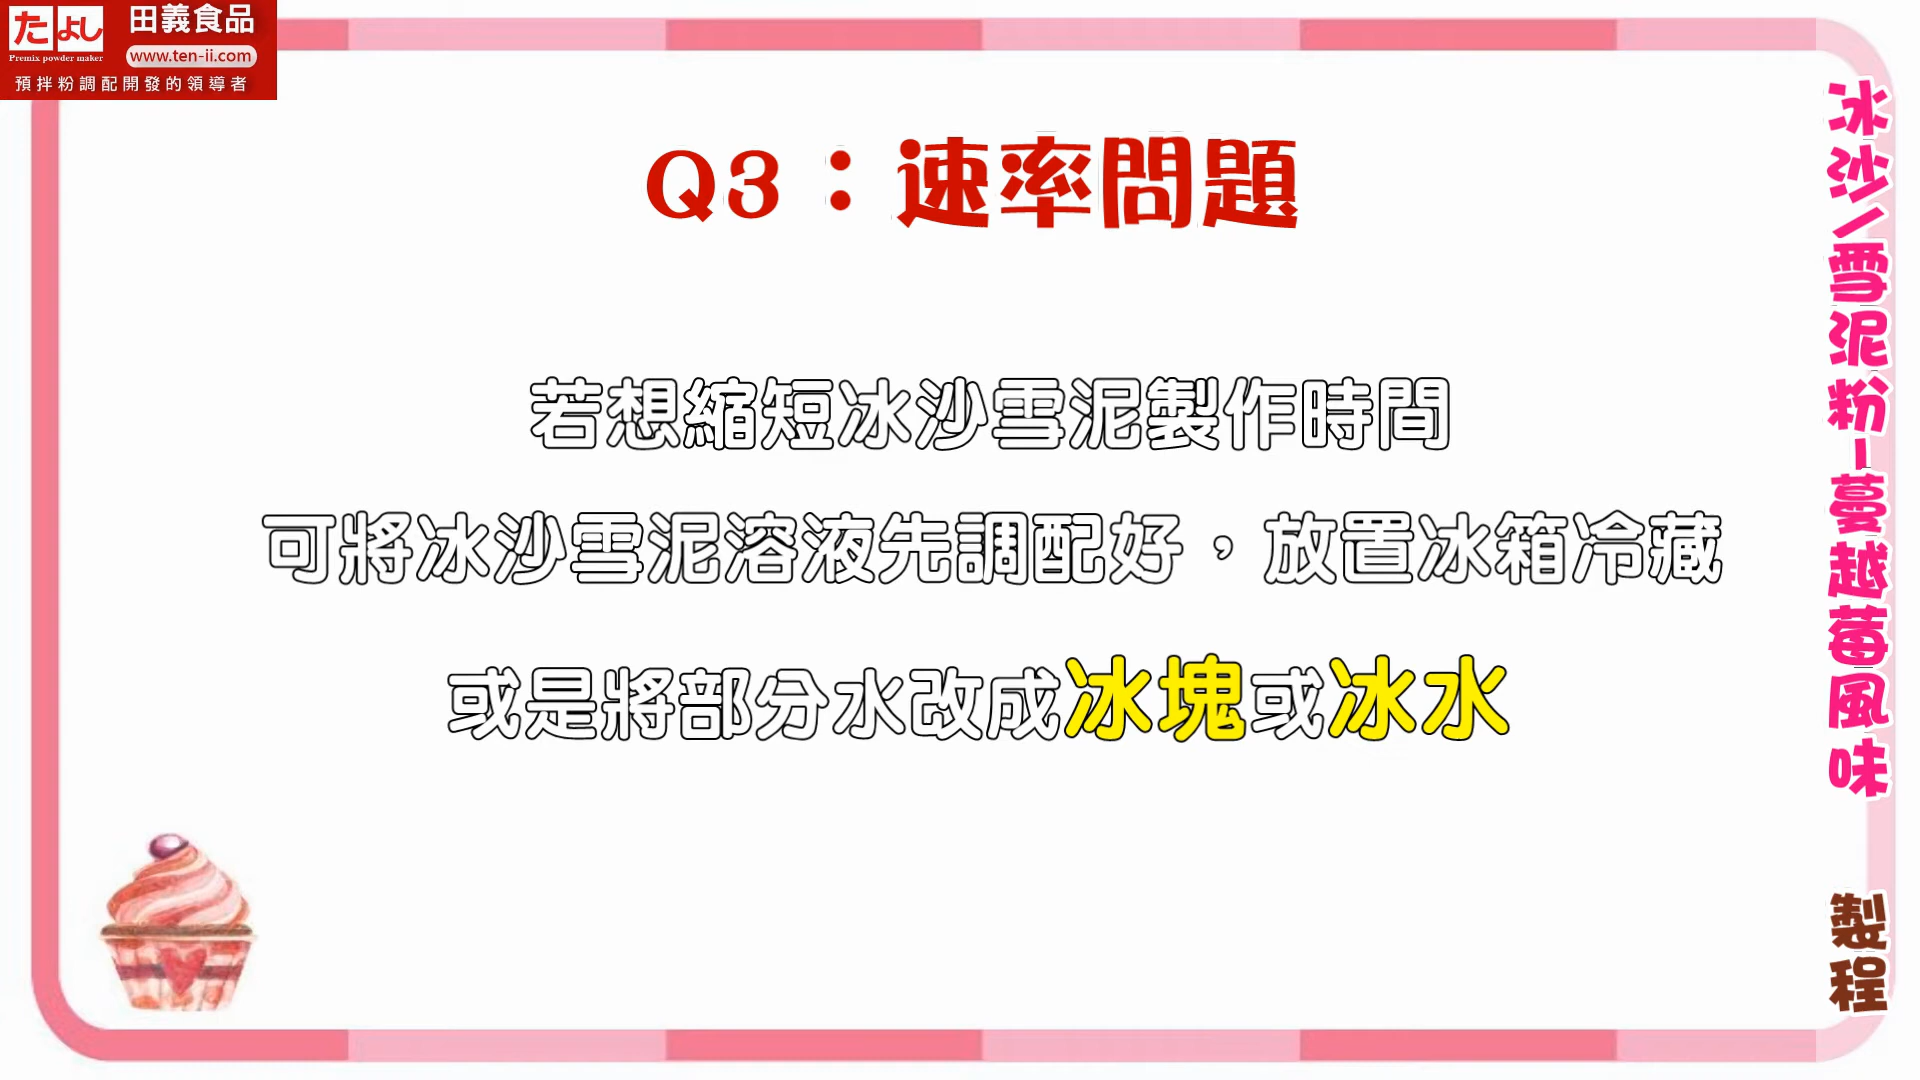 たよし
Premix powder maker
田義食品
www.ten-ii.com
預拌粉調配開發的領導者
Q3：速率問題
若想縮短冰沙雪泥製作時間
可將冰沙雪泥溶液先調配好，放置冰箱冷藏
或是將部分水改成冰塊或冰水
冰沙/雪泥粉-蔓越莓風味
製程